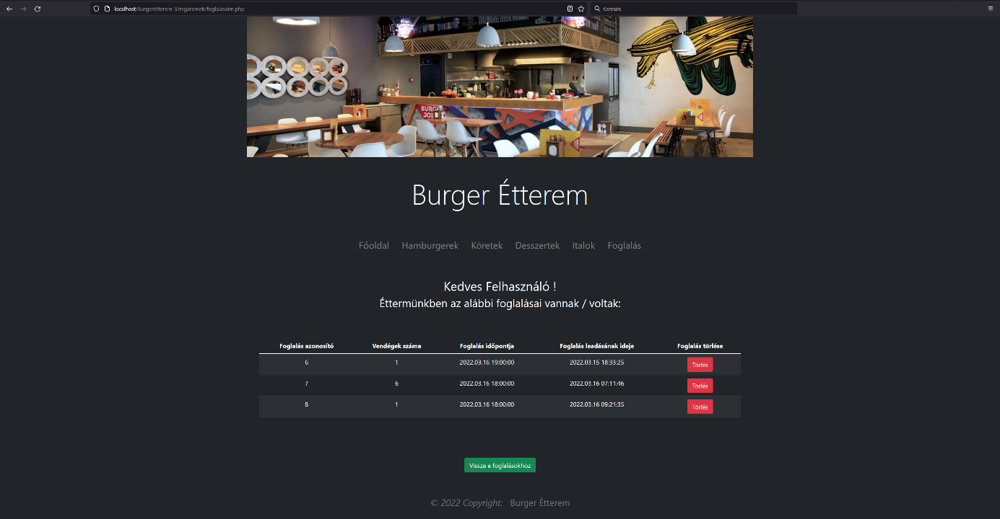 localhost/BurgerEtterem_Vizsgaremek/foglalasaim.php
Keresés
BURGER
JOI
Burger Étterem
Főoldal Hamburgerek Köretek Desszertek Italok Foglalás
Kedves Felhasználó !
Éttermünkben az alábbi foglalásai vannak / voltak:
Foglalás azonosító Vendégek száma Foglalás időpontja Foglalás leadásának ideje Foglalás törlése
6 1 2022.03.16 19:00:00 2022.03.15 18:33:25 Törlés
7 6 2022.03.16 18:00:00 2022.03.16 07:11:46 Törlés
8 1 2022.03.16 18:00:00 2022.03.16 09:21:35 Törlés
Vissza a foglalásokhoz
© 2022 Copyright: Burger Étterem